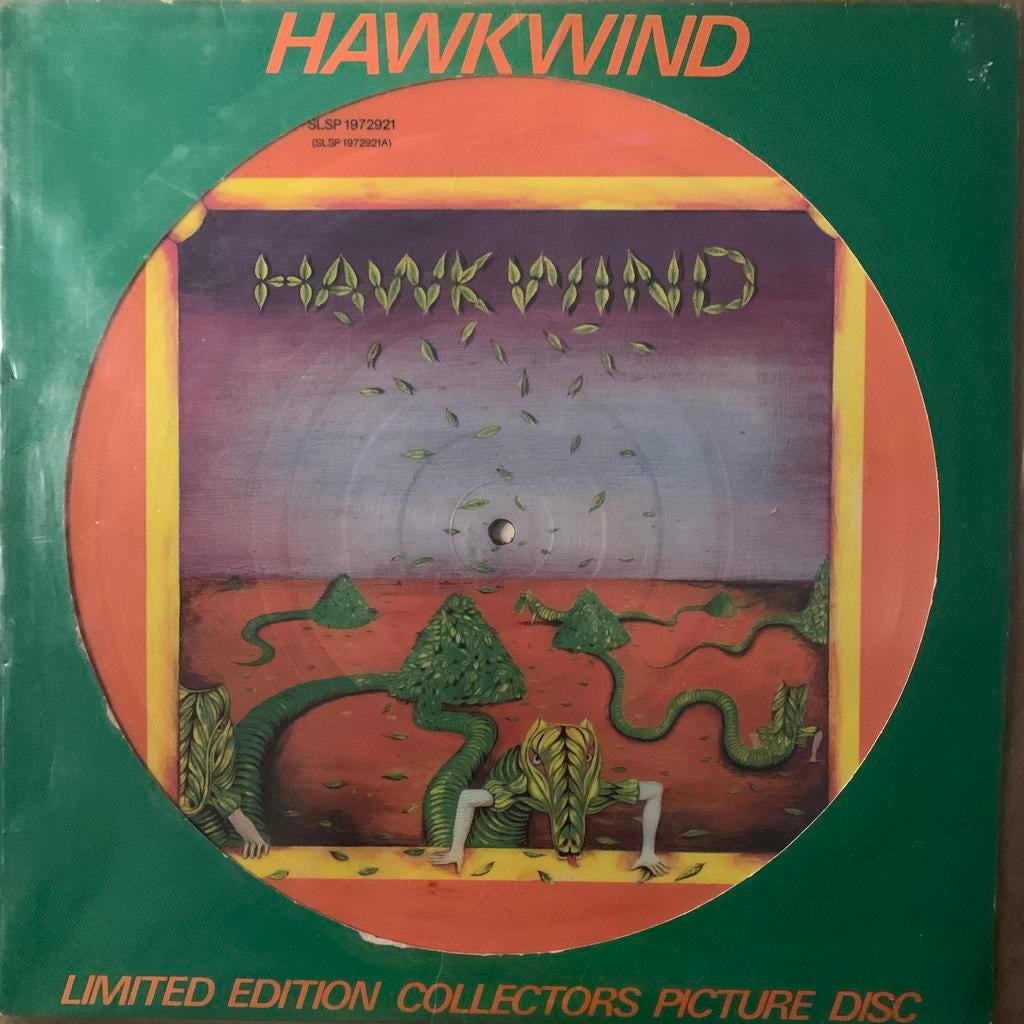 HAWKWIND
SLSP 1972921
(SLSP 1972921A)
HAWKWIND
LIMITED EDITION COLLECTORS PICTURE DISC